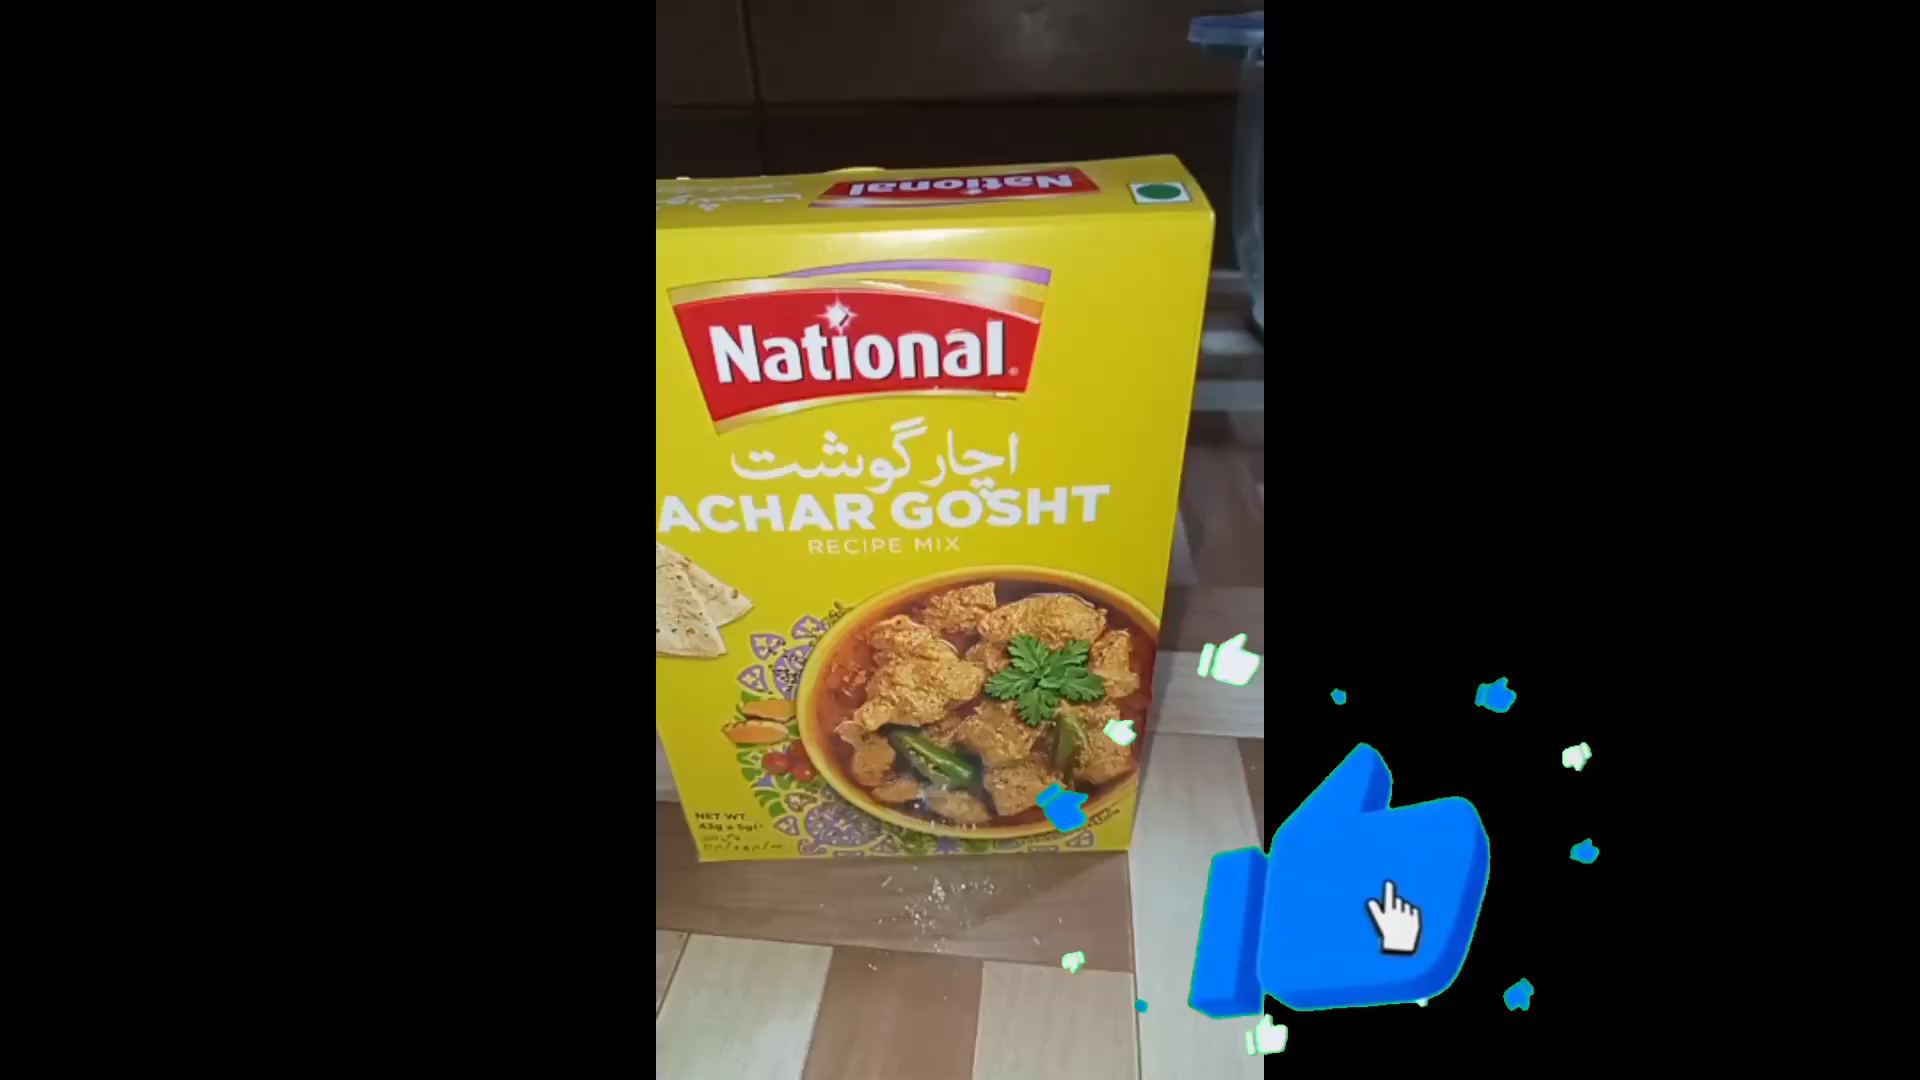 National
National
اچار گوشت
ACHAR GOSHT
RECIPE MIX
NET WT.